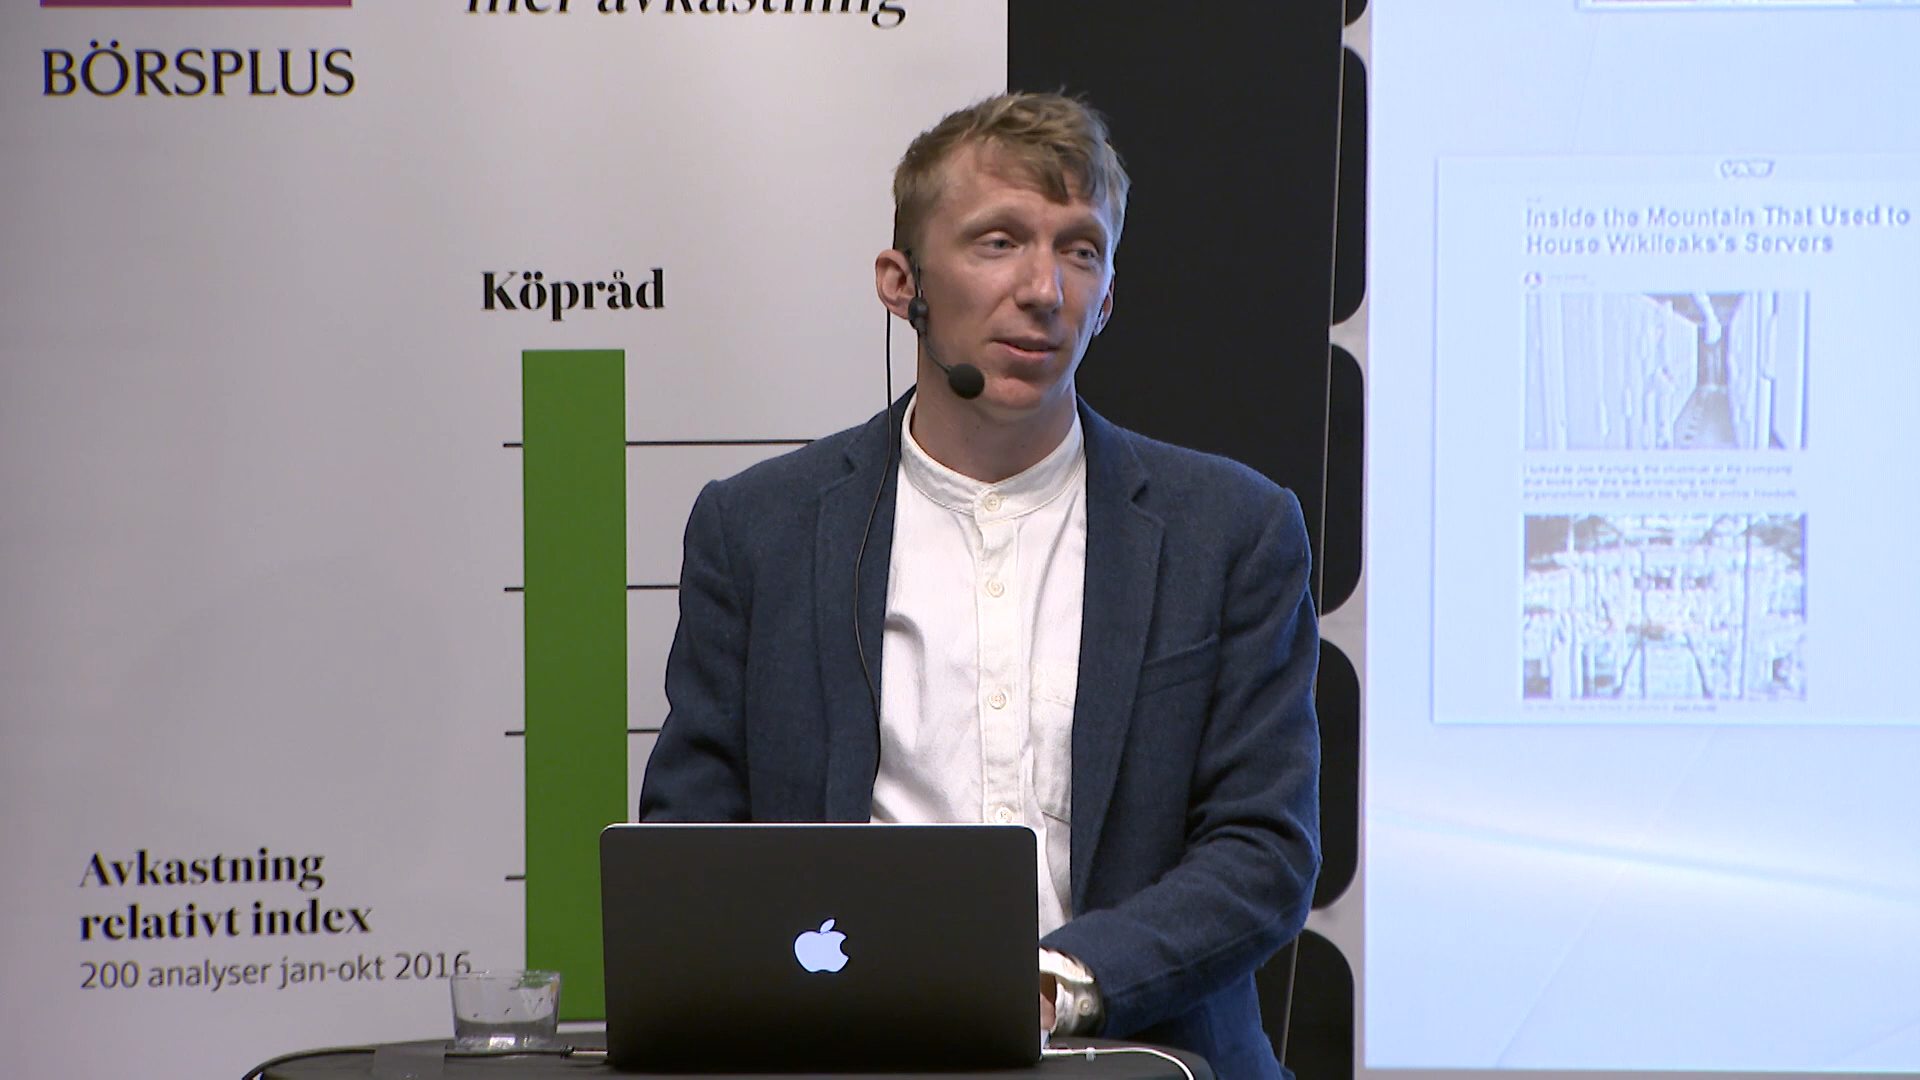 mer avkastning
BÖRSPLUS
Köpråd
Avkastning
relativt index
200 analyser jan-okt 2016
Inside the Mountain That Used to
House Wikileaks's Servers